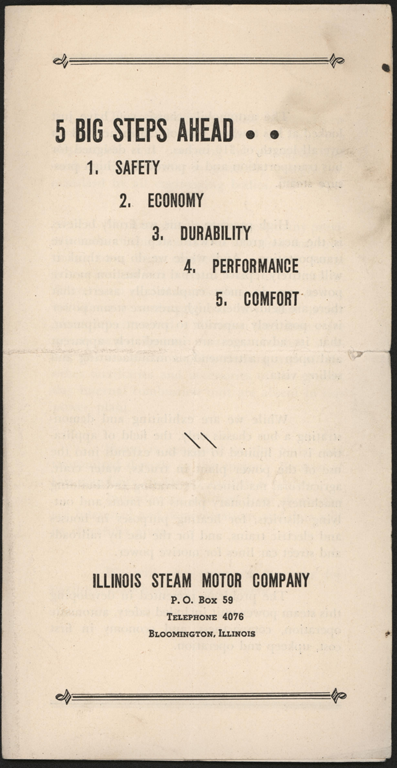 5 BIG STEPS AHEAD • •
1. SAFETY
2. ECONOMY
3. DURABILITY
4. PERFORMANCE
5. COMFORT
ILLINOIS STEAM MOTOR COMPANY
P. O. Box 59
TELEPHONE 4076
BLOOMINGTON, ILLINOIS